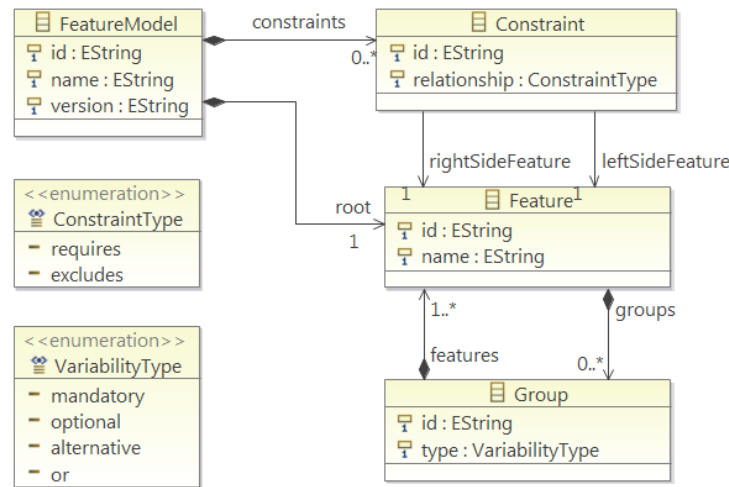 FeatureModel
id : EString
name : EString
version : EString
constraints
0..*
Constraint
id : EString
relationship : ConstraintType
rightSideFeature
leftSideFeature
1
1
root
1
Feature
id : EString
name : EString
<<enumeration>>
ConstraintType
requires
excludes
1..*
groups
features
0..*
<<enumeration>>
VariabilityType
mandatory
optional
alternative
or
Group
id : EString
type : VariabilityType